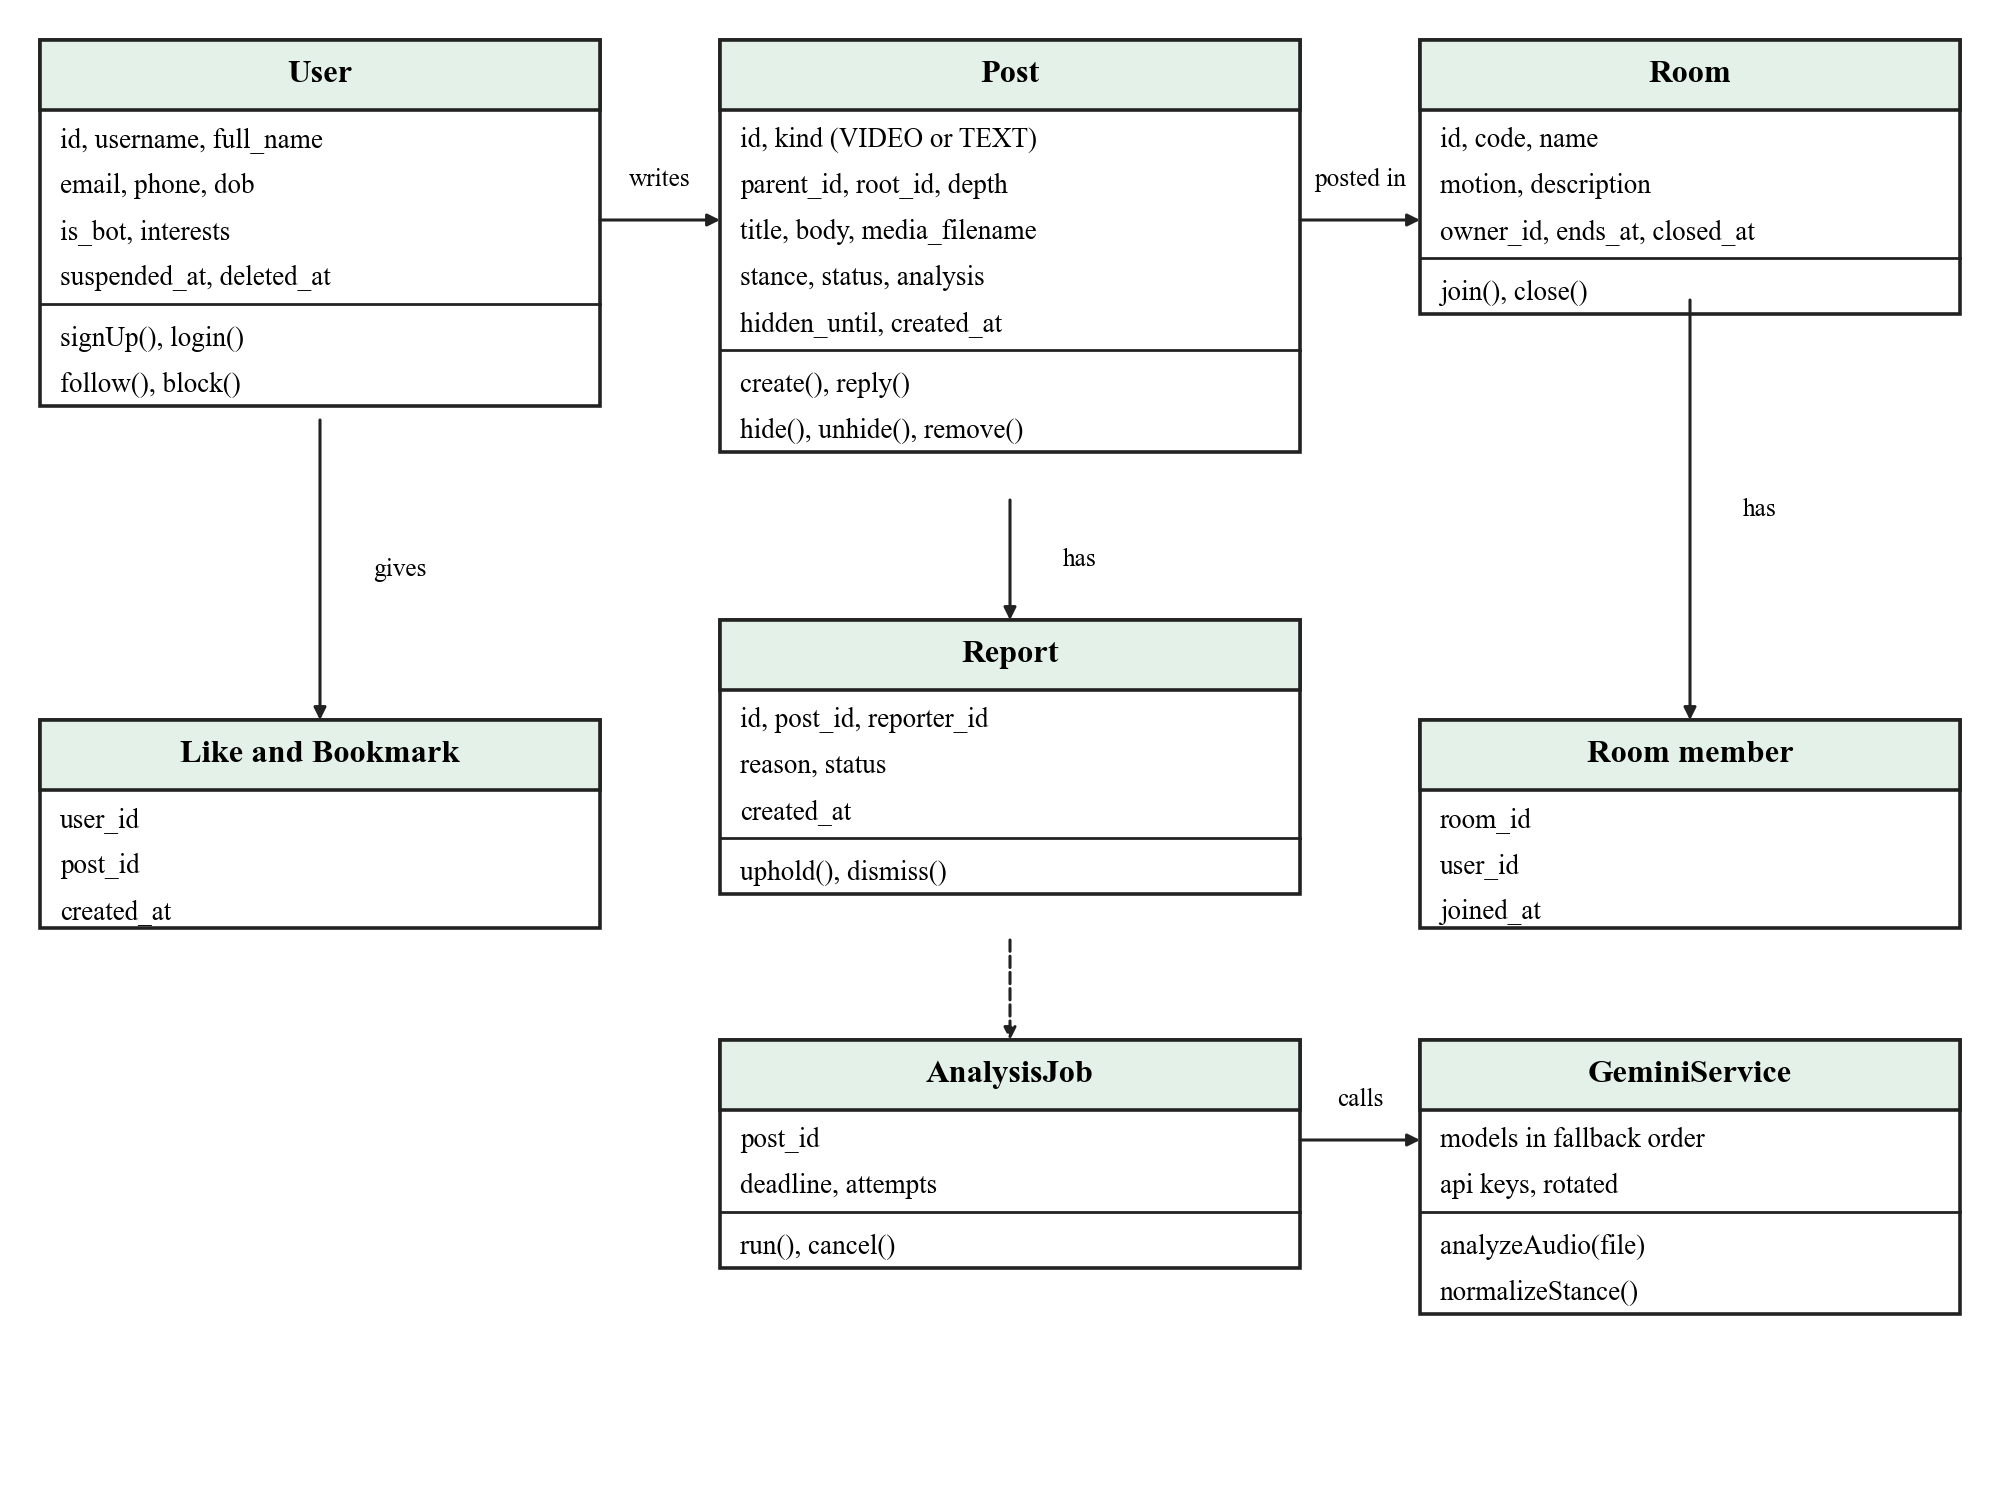 User
id, username, full_name
email, phone, dob
is_bot, interests
suspended_at, deleted_at
signUp(), login()
follow(), block()
writes
Post
id, kind (VIDEO or TEXT)
parent_id, root_id, depth
title, body, media_filename
stance, status, analysis
hidden_until, created_at
create(), reply()
hide(), unhide(), remove()
posted in
Room
id, code, name
motion, description
owner_id, ends_at, closed_at
join(), close()
gives
has
has
Like and Bookmark
user_id
post_id
created_at
Report
id, post_id, reporter_id
reason, status
created_at
uphold(), dismiss()
Room member
room_id
user_id
joined_at
AnalysisJob
post_id
deadline, attempts
run(), cancel()
calls
GeminiService
models in fallback order
api keys, rotated
analyzeAudio(file)
normalizeStance()